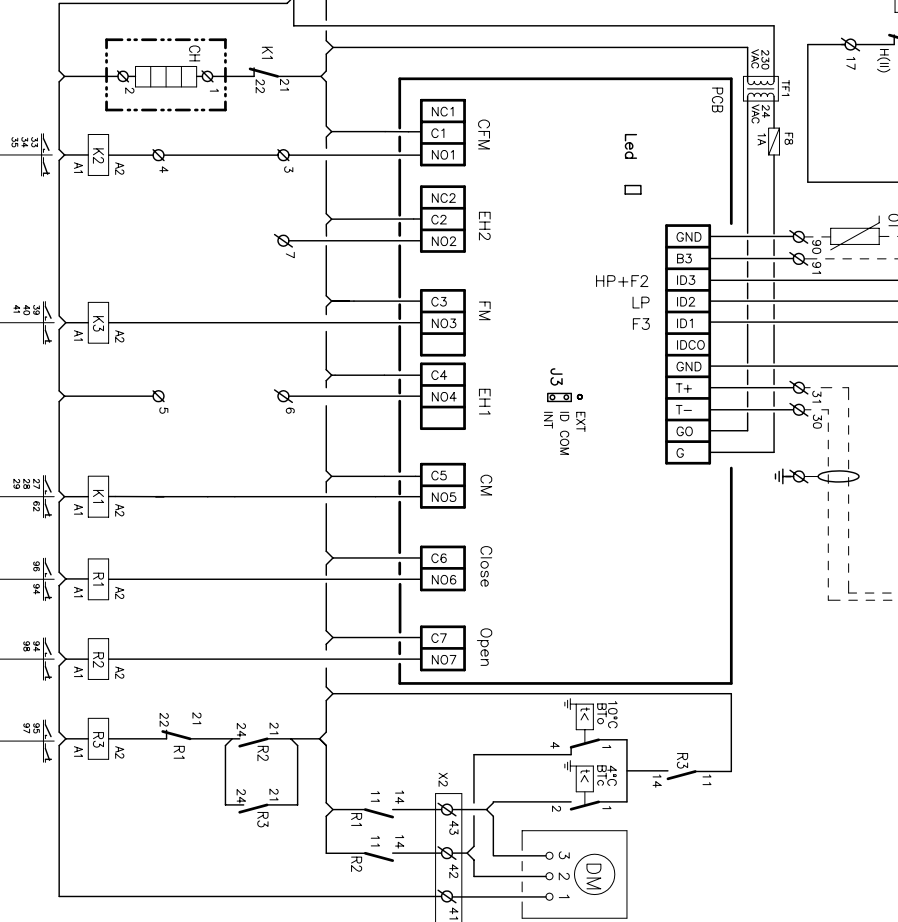 CH
1
2
K1
21
22
230
VAC
TF1
24
VAC
F8
1A
H(II)
17
PCB
Led
CFM
NC1
C1
NO1
K2
A1
A2
4
3
33
34
35
EH2
NC2
C2
NO2
7
FM
C3
NO3
K3
A1
A2
39
40
41
EH1
C4
NO4
5
6
CM
C5
NO5
K1
A1
A2
27
28
29
62
Close
C6
NO6
R1
A1
A2
96
94
Open
C7
NO7
R2
A1
A2
94
98
GND
B3
HP+F2
ID3
LP
ID2
F3
ID1
IDCO
GND
T+
T-
GO
G
90
91
31
30
J3
EXT
ID COM
INT
R3
A1
A2
95
97
21
22
R1
21
24
R2
21
24
R3
10°C
BTo
t<
4
1
4°C
BTc
t<
2
1
R3
11
14
X2
11
14
R1
43
11
14
R2
42
41
3
2
1
DM